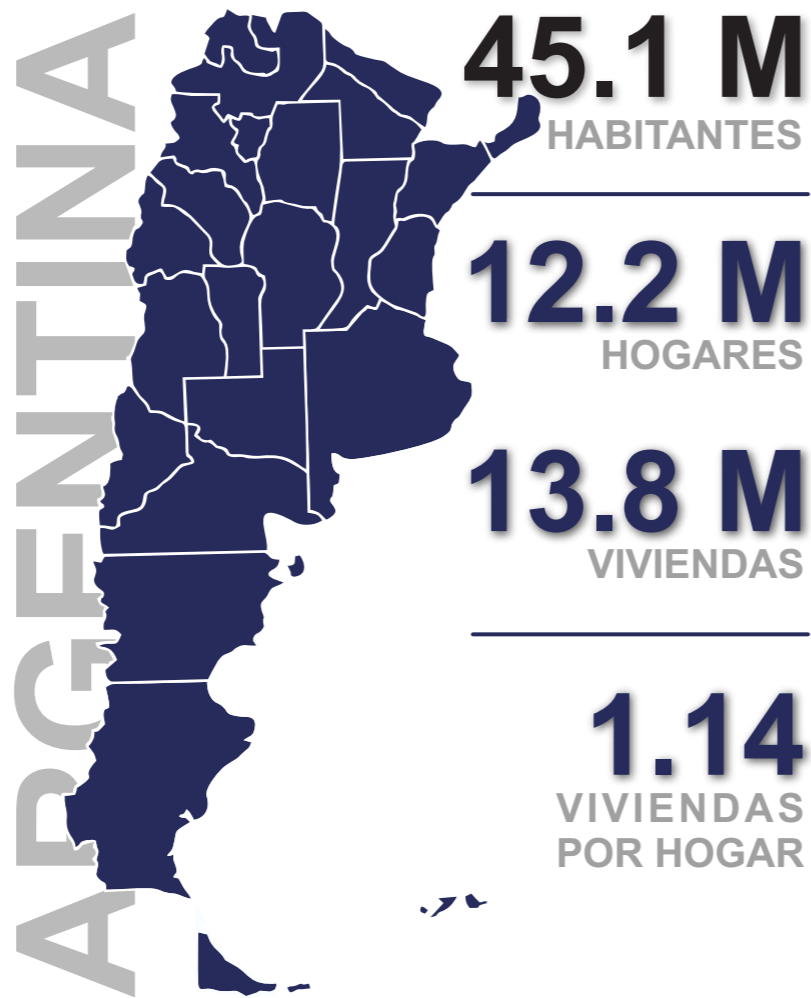 ARGENTINA
45.1 M
HABITANTES
12.2 M
HOGARES
13.8 M
VIVIENDAS
1.14
VIVIENDAS
POR HOGAR